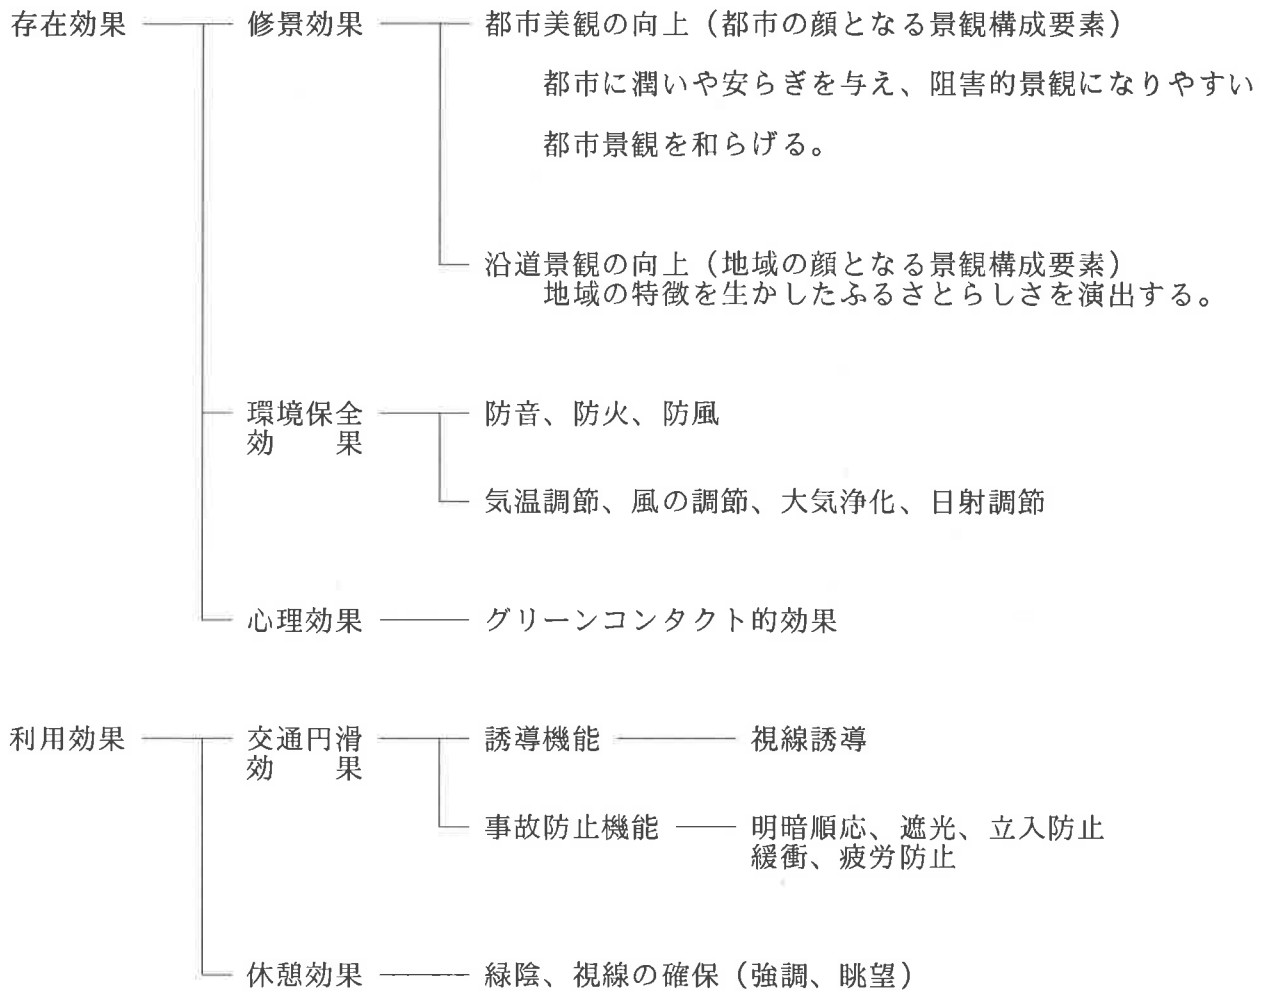 存在効果 修景効果 都市美観の向上（都市の顔となる景観構成要素）
都市に潤いや安らぎを与え、阻害的景観になりやすい
都市景観を和らげる。
沿道景観の向上（地域の顔となる景観構成要素）
地域の特徴を生かしたふるさとらしさを演出する。
環境保全 防音、防火、防風
効果
気温調節、風の調節、大気浄化、日射調節
心理効果 グリーンコンタクト的効果
利用効果 交通円滑 誘導機能 視線誘導
効果
事故防止機能 明暗順応、遮光、立入防止
緩衝、疲労防止
休憩効果 緑陰、視線の確保（強調、眺望）